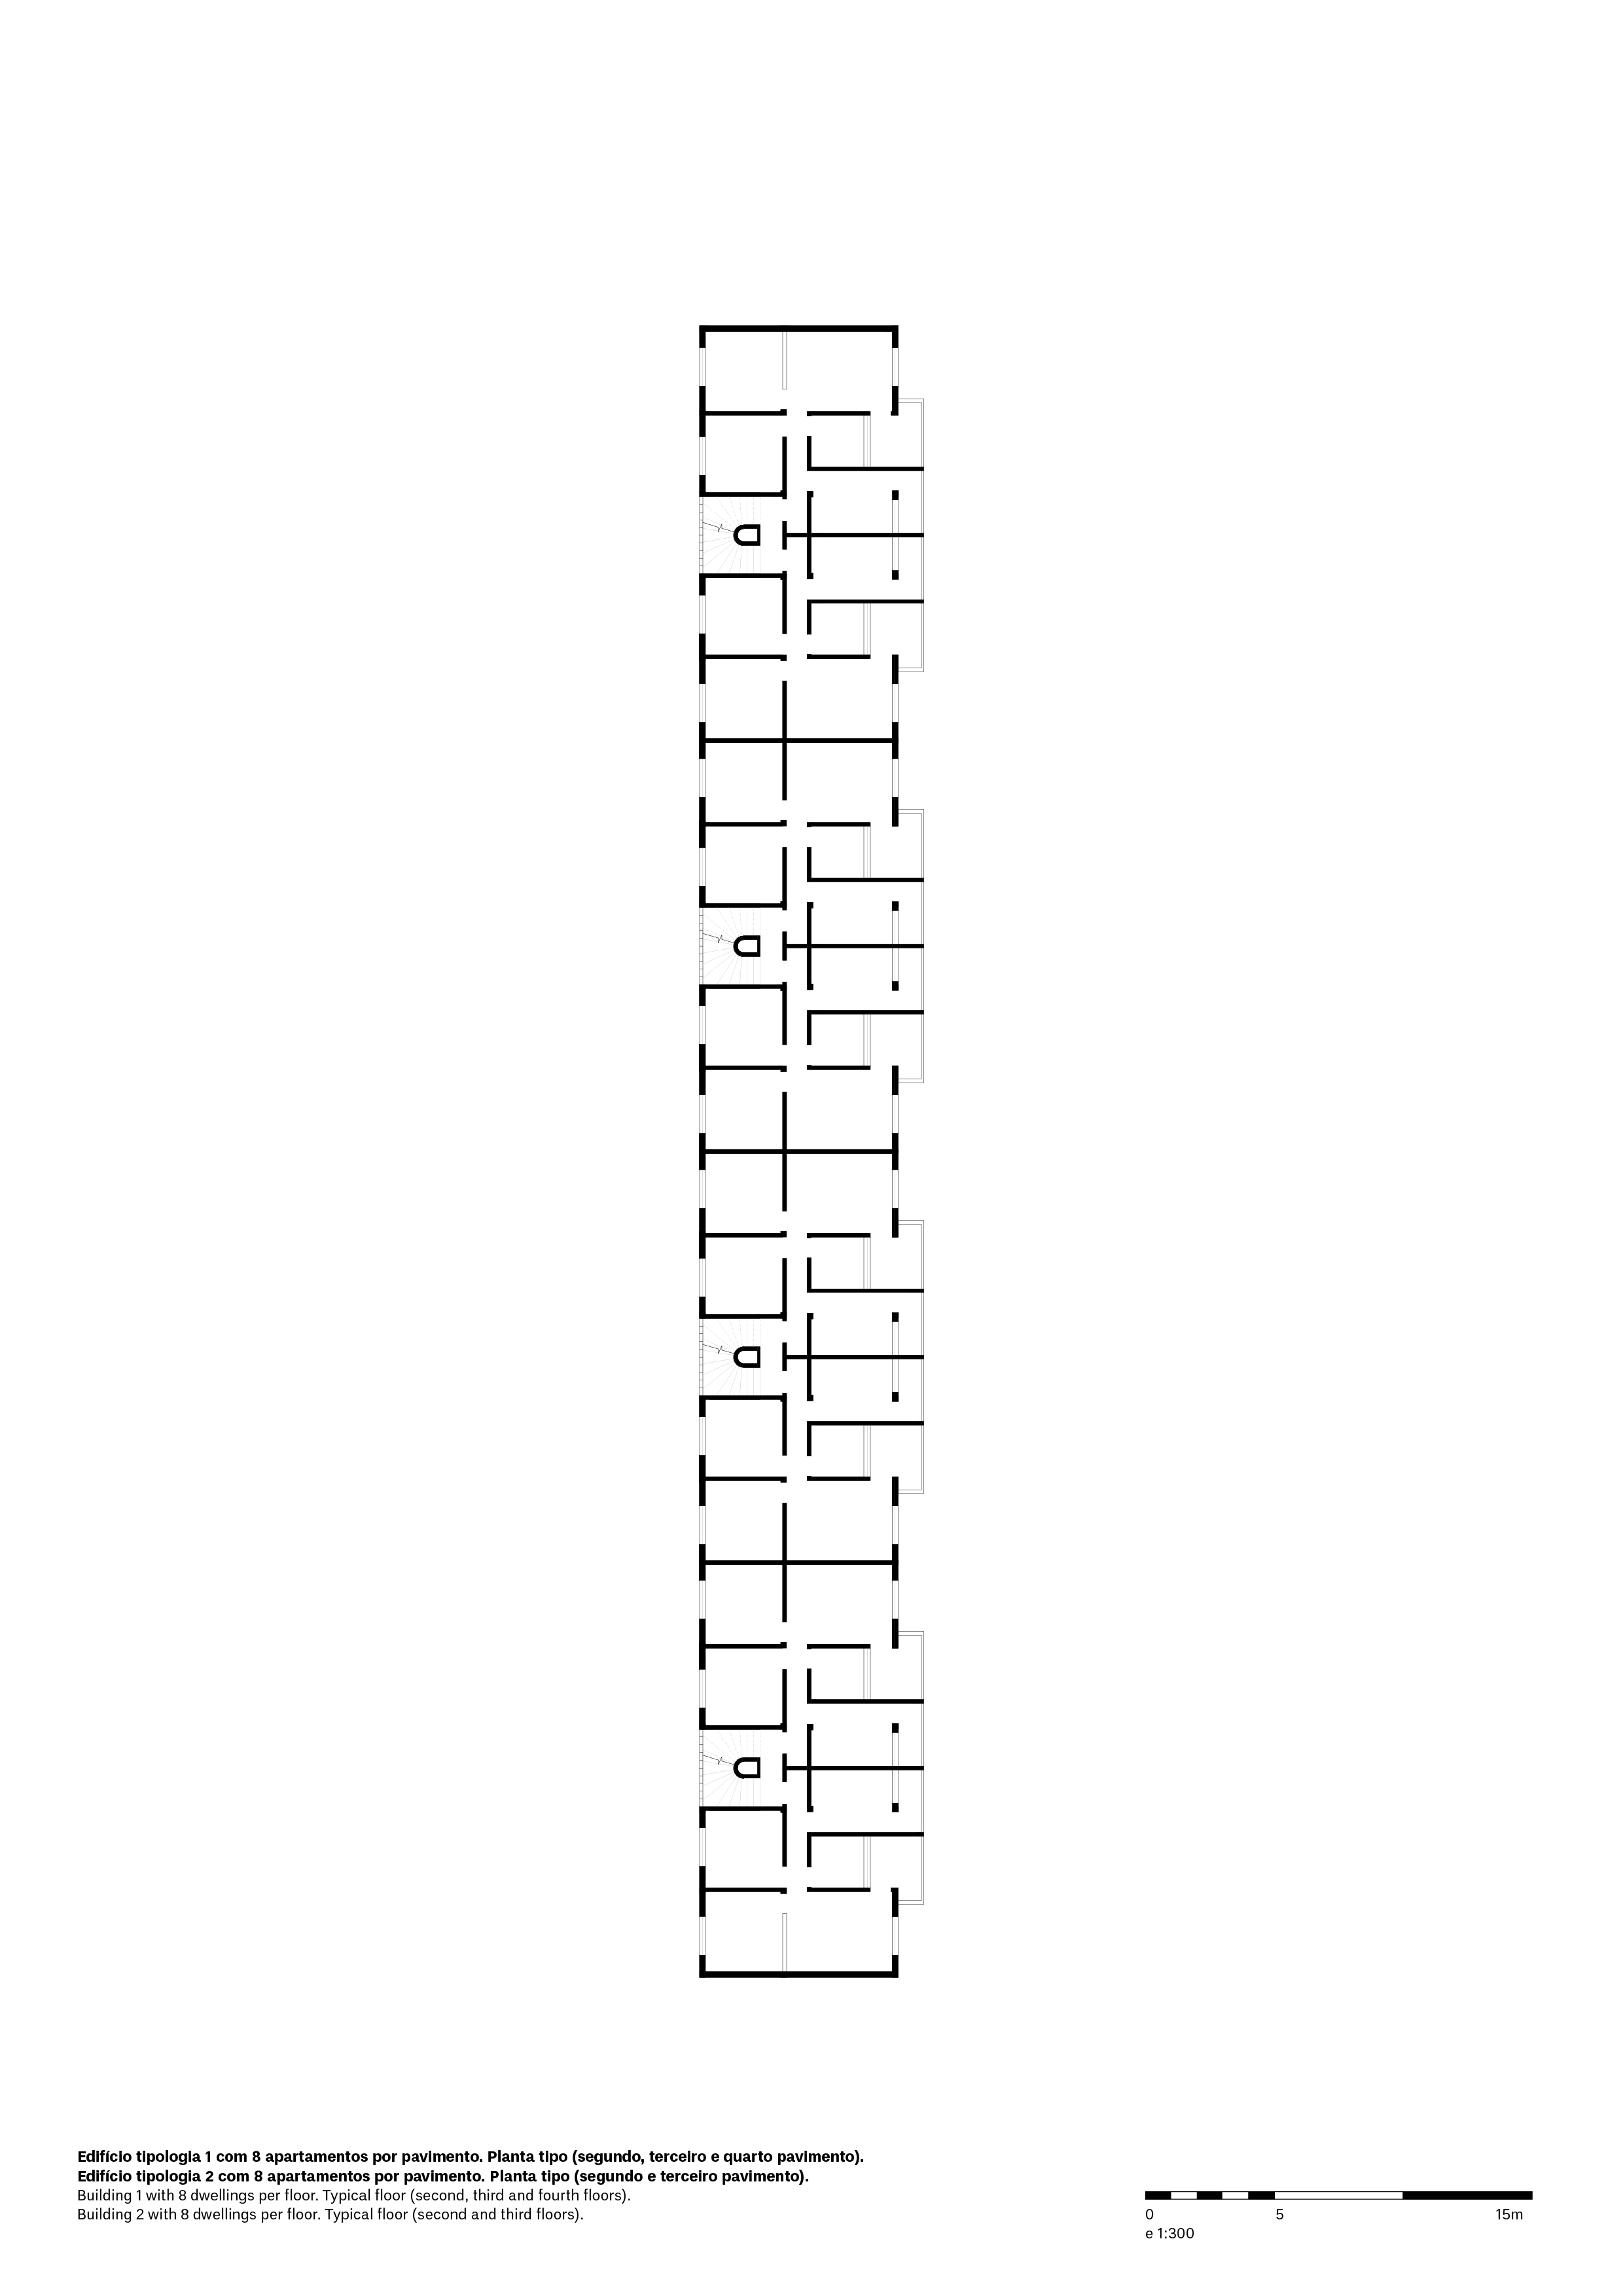 Edifício tipologia 1 com 8 apartamentos por pavimento. Planta tipo (segundo, terceiro e quarto pavimento).
Edifício tipologia 2 com 8 apartamentos por pavimento. Planta tipo (segundo e terceiro pavimento).
Building 1 with 8 dwellings per floor. Typical floor (second, third and fourth floors).
Building 2 with 8 dwellings per floor. Typical floor (second and third floors).
0 5 15m
e 1:300